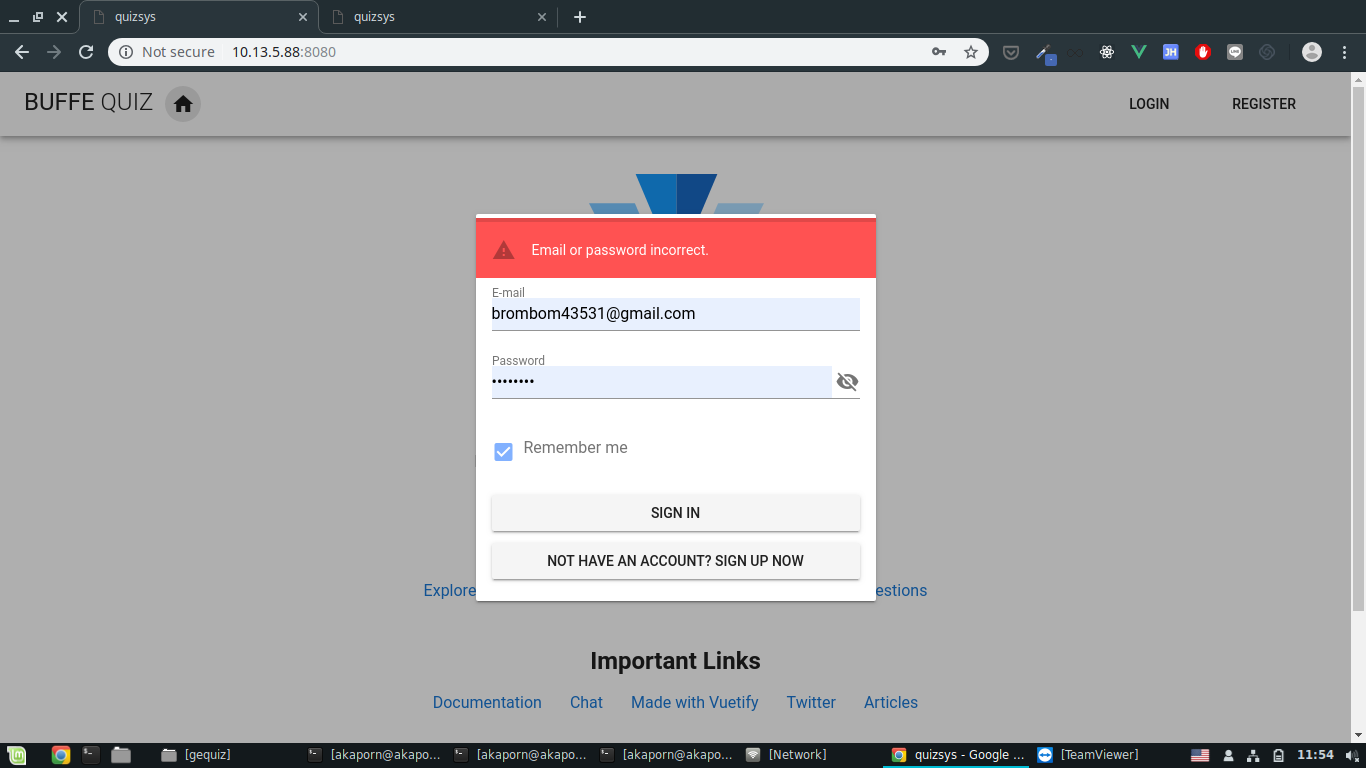 quizsys
quizsys
Not secure 10.13.5.88:8080
JH
BUFFE QUIZ
LOGIN
REGISTER
Email or password incorrect.
E-mail
brombom43531@gmail.com
Password
••••••••
Remember me
SIGN IN
NOT HAVE AN ACCOUNT? SIGN UP NOW
Explore
estions
Important Links
Documentation Chat Made with Vuetify Twitter Articles
[gequiz] [akaporn@akapo... [akaporn@akapo... [akaporn@akapo... [Network] quizsys - Google ... [TeamViewer] 11:54